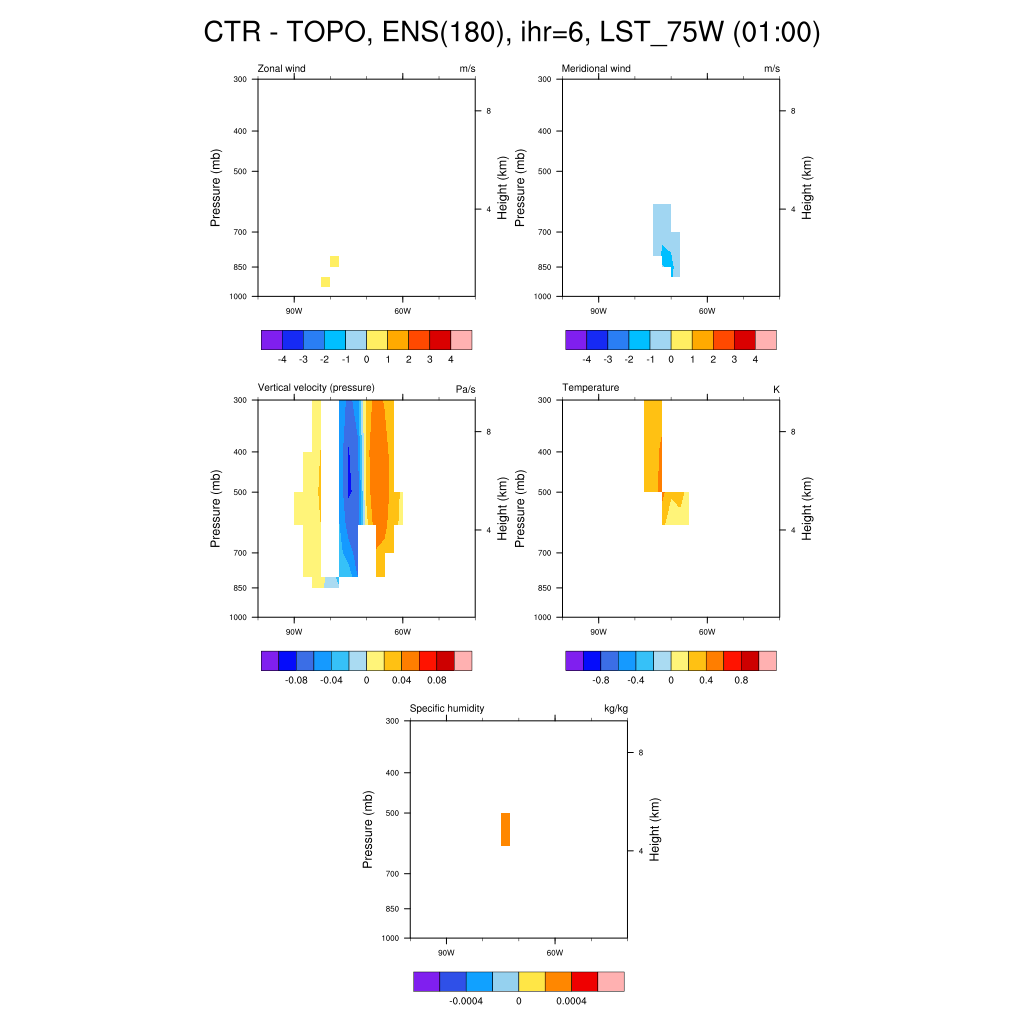 CTR - TOPO, ENS(180), ihr=6, LST_75W (01:00)
Zonal wind m/s
300
400
500
700
850
1000
Pressure (mb)
8
4
Height (km)
90W 60W
-4 -3 -2 -1 0 1 2 3 4
Meridional wind m/s
300
400
500
700
850
1000
Pressure (mb)
8
4
Height (km)
90W 60W
-4 -3 -2 -1 0 1 2 3 4
Vertical velocity (pressure) Pa/s
300
400
500
700
850
1000
Pressure (mb)
8
4
Height (km)
90W 60W
-0.08 -0.04 0 0.04 0.08
Temperature K
300
400
500
700
850
1000
Pressure (mb)
8
4
Height (km)
90W 60W
-0.8 -0.4 0 0.4 0.8
Specific humidity kg/kg
300
400
500
700
850
1000
Pressure (mb)
8
4
Height (km)
90W 60W
-0.0004 0 0.0004